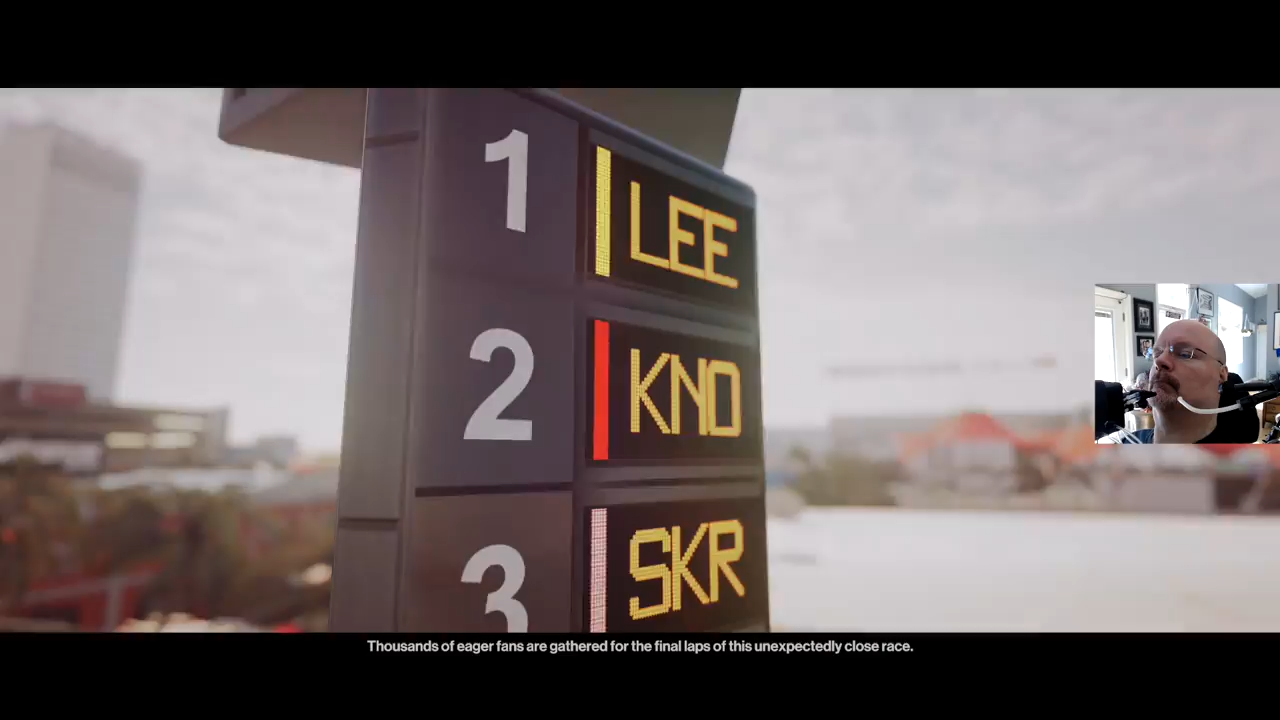 1 LEE
2 KNO
3 SKR
Thousands of eager fans are gathered for the final laps of this unexpectedly close race.